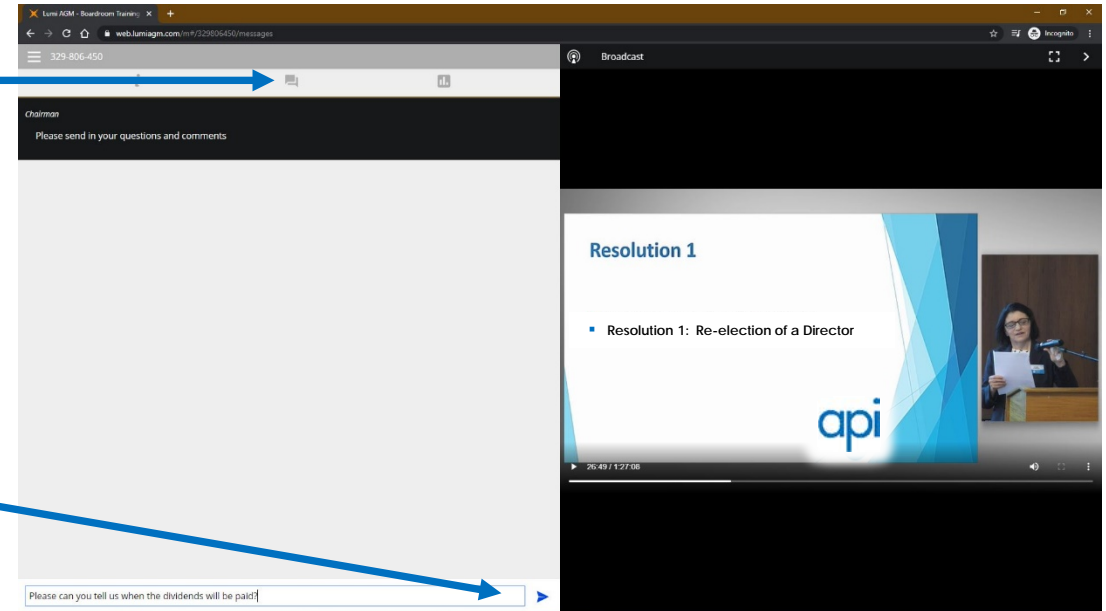 Lumi AGM - Boardroom Training
web.lumiagm.com/m#/329806450/messages
Incognito
329-806-450
Broadcast
Chairman
Please send in your questions and comments
Resolution 1
Resolution 1: Re-election of a Director
api
26:49 / 1:27:08
Please can you tell us when the dividends will be paid?